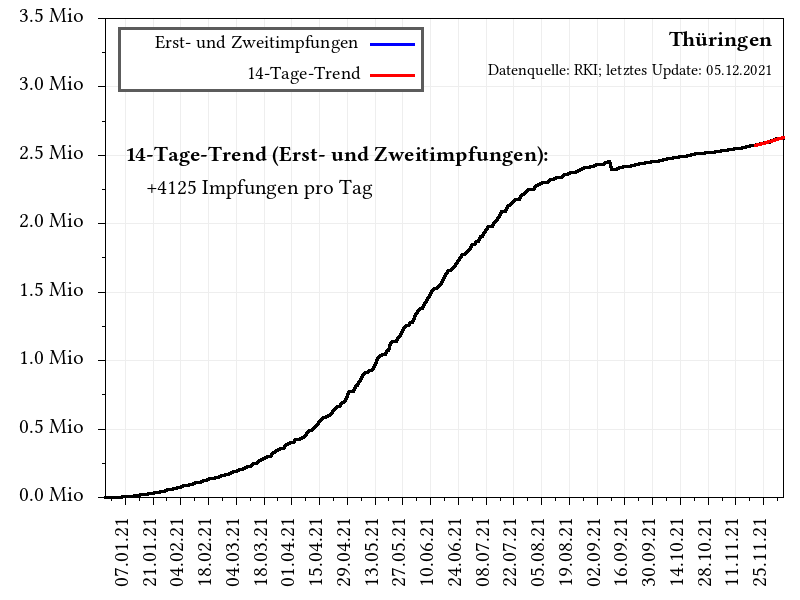 3.5 Mio
3.0 Mio
2.5 Mio
2.0 Mio
1.5 Mio
1.0 Mio
0.5 Mio
0.0 Mio
Erst- und Zweitimpfungen
14-Tage-Trend
Thüringen
Datenquelle: RKI; letztes Update: 05.12.2021
14-Tage-Trend (Erst- und Zweitimpfungen):
+4125 Impfungen pro Tag
07.01.21
21.01.21
04.02.21
18.02.21
04.03.21
18.03.21
01.04.21
15.04.21
29.04.21
13.05.21
27.05.21
10.06.21
24.06.21
08.07.21
22.07.21
05.08.21
19.08.21
02.09.21
16.09.21
30.09.21
14.10.21
28.10.21
11.11.21
25.11.21